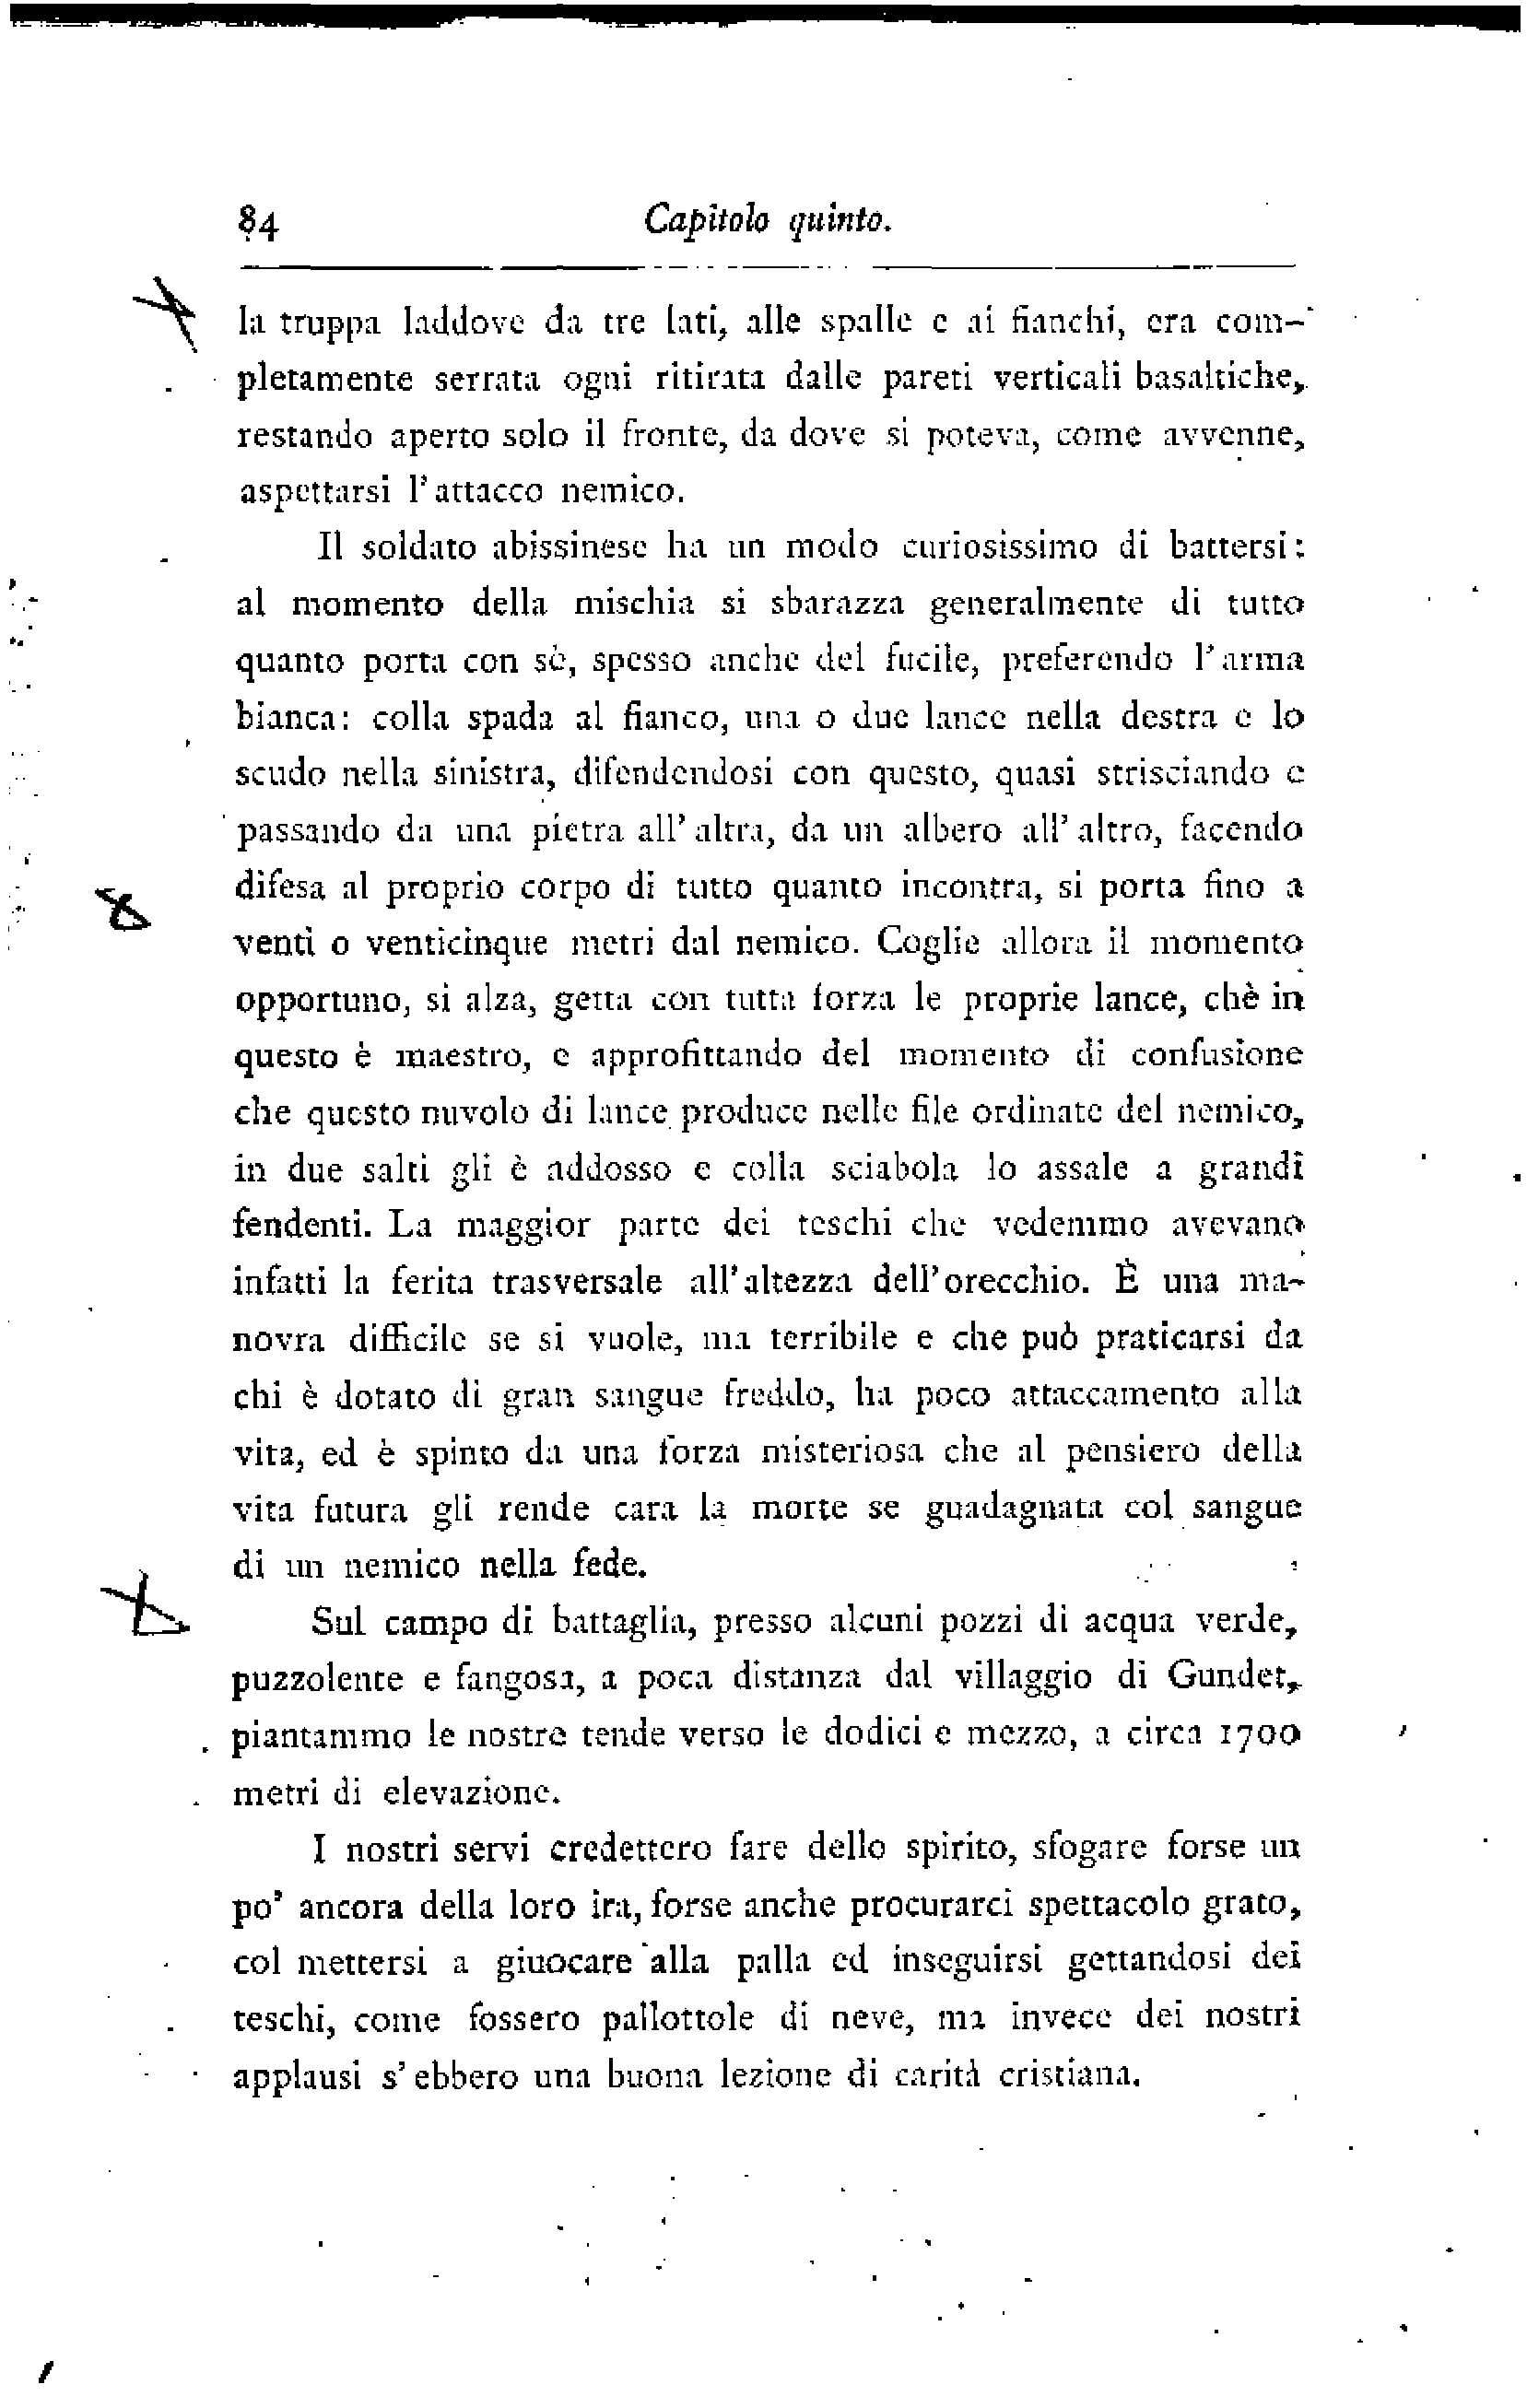 84
Capitolo quinto.
la truppa laddove da tre lati, alle spalle e ai fianchi, era com-
pletamente serrata ogni ritirata dalle pareti verticali basaltiche,
restando aperto solo il fronte, da dove si poteva, come avvenne,
aspettarsi l'attacco nemico.
Il soldato abissinese ha un modo curiosissimo di battersi:
al momento della mischia si sbarazza generalmente di tutto
quanto porta con sè, spesso anche del fucile, preferendo l'arma
bianca: colla spada al fianco, una o due lance nella destra e lo
scudo nella sinistra, difendendosi con questo, quasi strisciando e
passando da una pietra all'altra, da un albero all'altro, facendo
difesa al proprio corpo di tutto quanto incontra, si porta fino a
venti o venticinque metri dal nemico. Coglie allora il momento
opportuno, si alza, getta con tutta forza le proprie lance, chè in
questo è maestro, e approfittando del momento di confusione
che questo nuvolo di lance produce nelle file ordinate del nemico,
in due salti gli è addosso e colla sciabola lo assale a grandi
fendenti. La maggior parte dei teschi che vedemmo avevano
infatti la ferita trasversale all'altezza dell'orecchio. È una ma-
novra difficile se si vuole, ma terribile e che può praticarsi da
chi è dotato di gran sangue freddo, ha poco attaccamento alla
vita, ed è spinto da una forza misteriosa che al pensiero della
vita futura gli rende cara la morte se guadagnata col sangue
di un nemico nella fede.
Sul campo di battaglia, presso alcuni pozzi di acqua verde,
puzzolente e fangosa, a poca distanza dal villaggio di Gundet,
piantammo le nostre tende verso le dodici e mezzo, a circa 1700
metri di elevazione.
I nostri servi credettero fare dello spirito, sfogare forse un
po' ancora della loro ira, forse anche procurarci spettacolo grato,
col mettersi a giuocare alla palla ed inseguirsi gettandosi dei
teschi, come fossero pallottole di neve, ma invece dei nostri
applausi s'ebbero una buona lezione di carità cristiana.